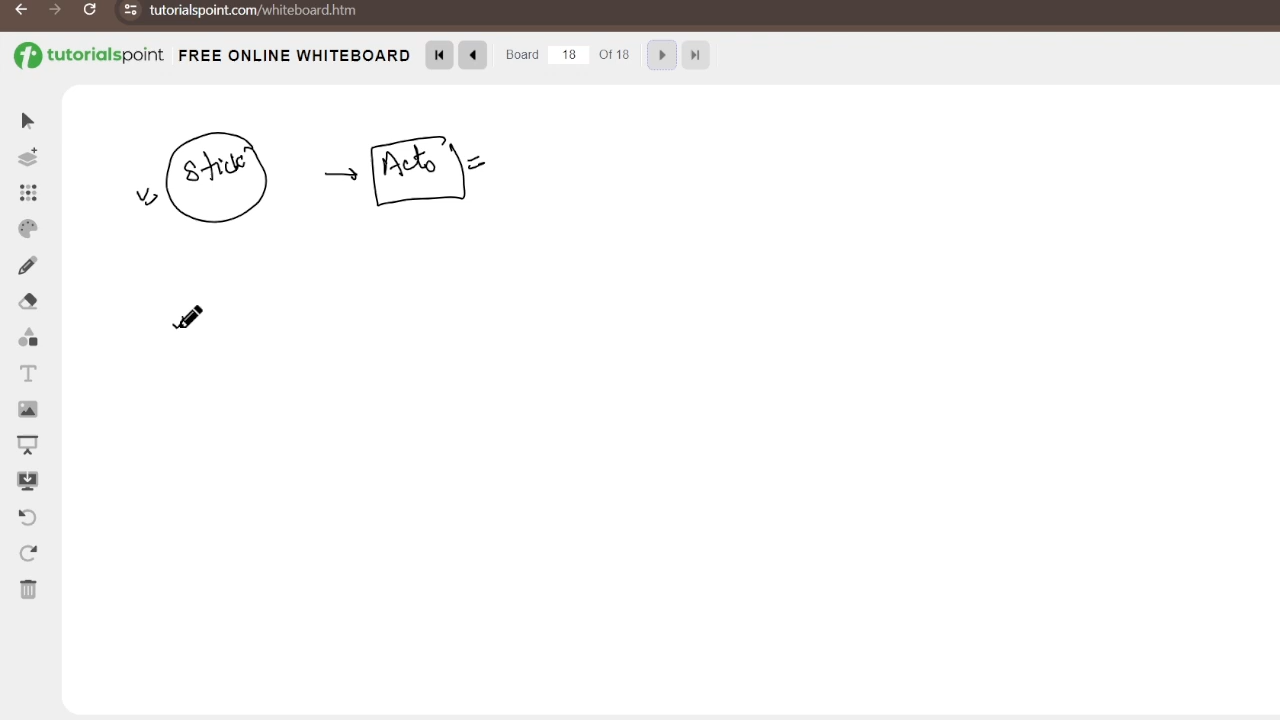 tutorialspoint.com/whiteboard.htm
tutorialspoint FREE ONLINE WHITEBOARD Board 18 Of 18
Stick → Acto =
T